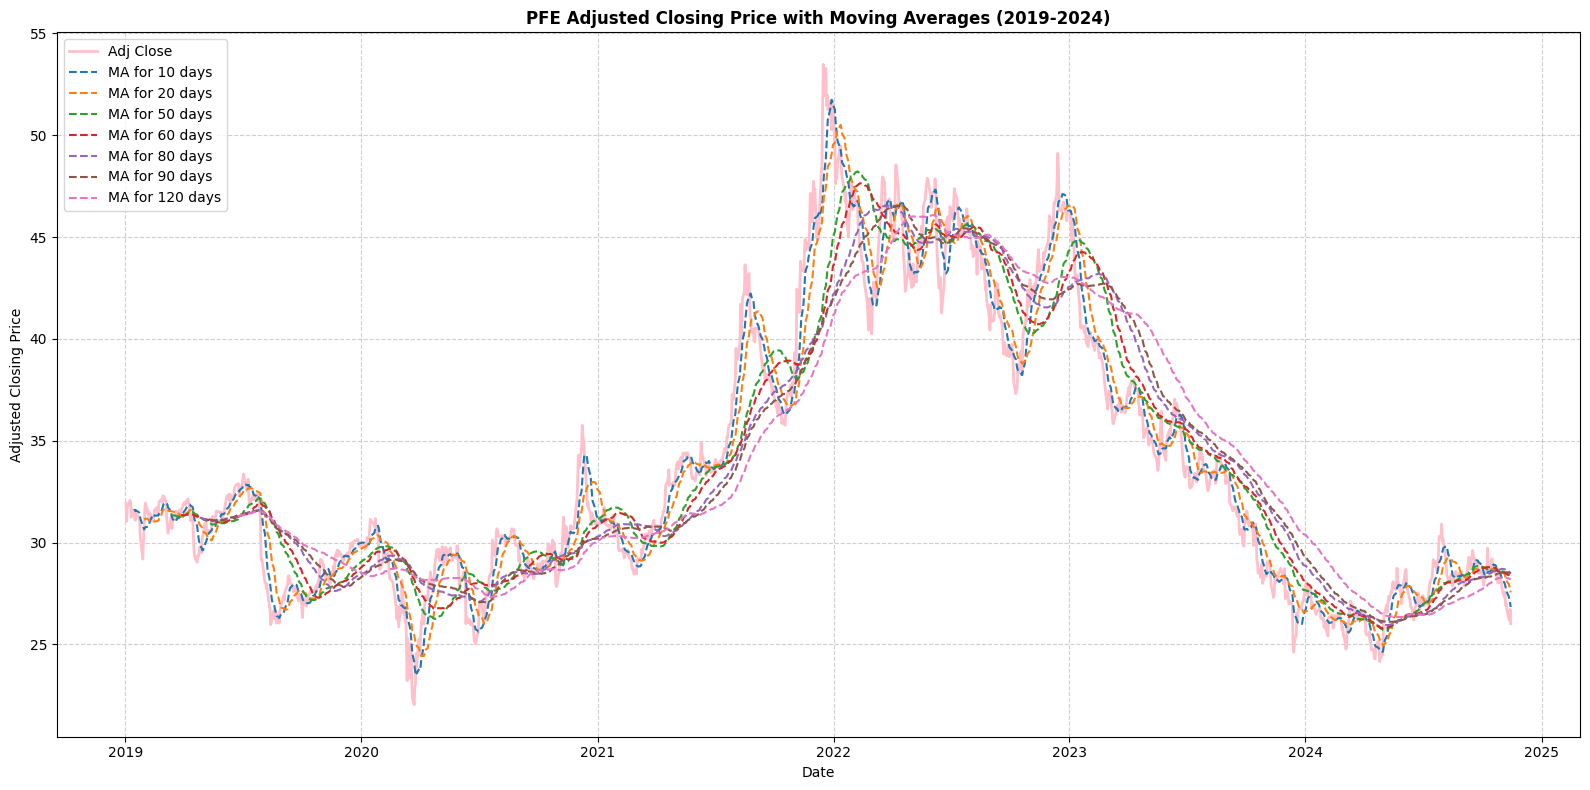 PFE Adjusted Closing Price with Moving Averages (2019-2024)
Adj Close
MA for 10 days
MA for 20 days
MA for 50 days
MA for 60 days
MA for 80 days
MA for 90 days
MA for 120 days
55
50
45
40
35
30
25
Adjusted Closing Price
2019
2020
2021
2022
2023
2024
2025
Date